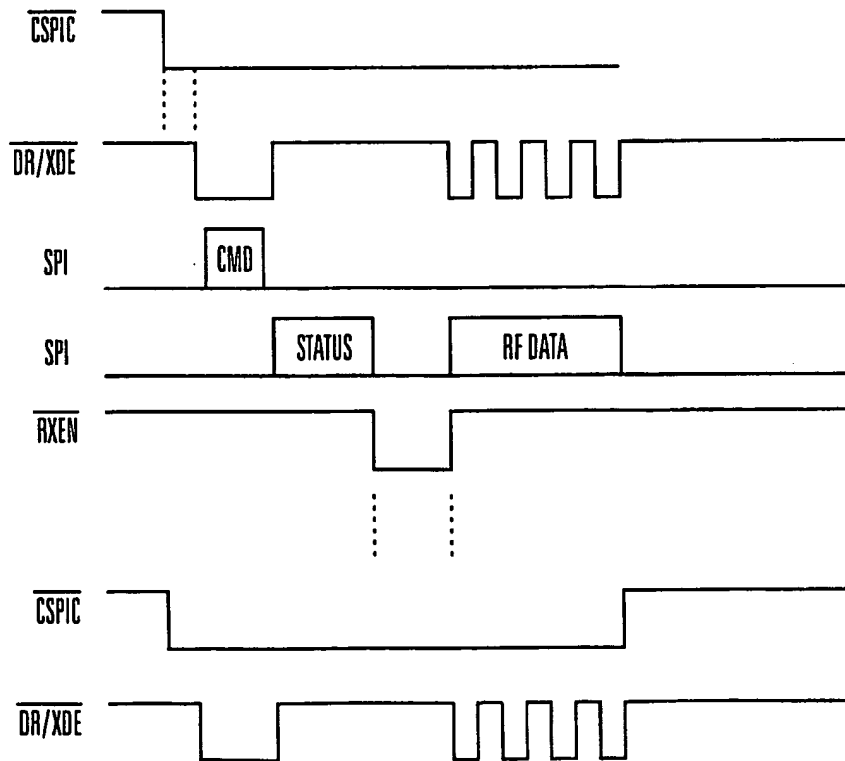 CSPIC
DR/XDE
SPI CMD
SPI STATUS RF DATA
RXEN
CSPIC
DR/XDE